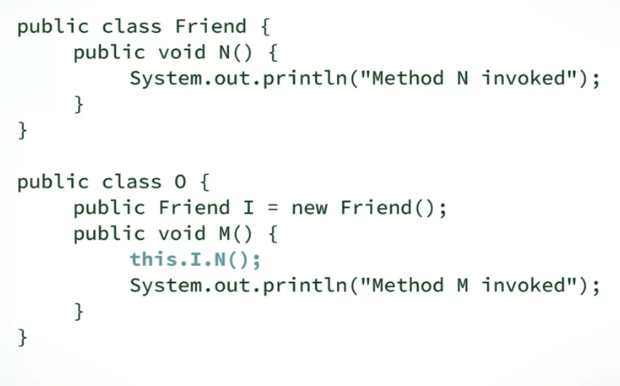 public class Friend {
public void N() {
System.out.println("Method N invoked");
}
}
public class O {
public Friend I = new Friend();
public void M() {
this.I.N();
System.out.println("Method M invoked");
}
}